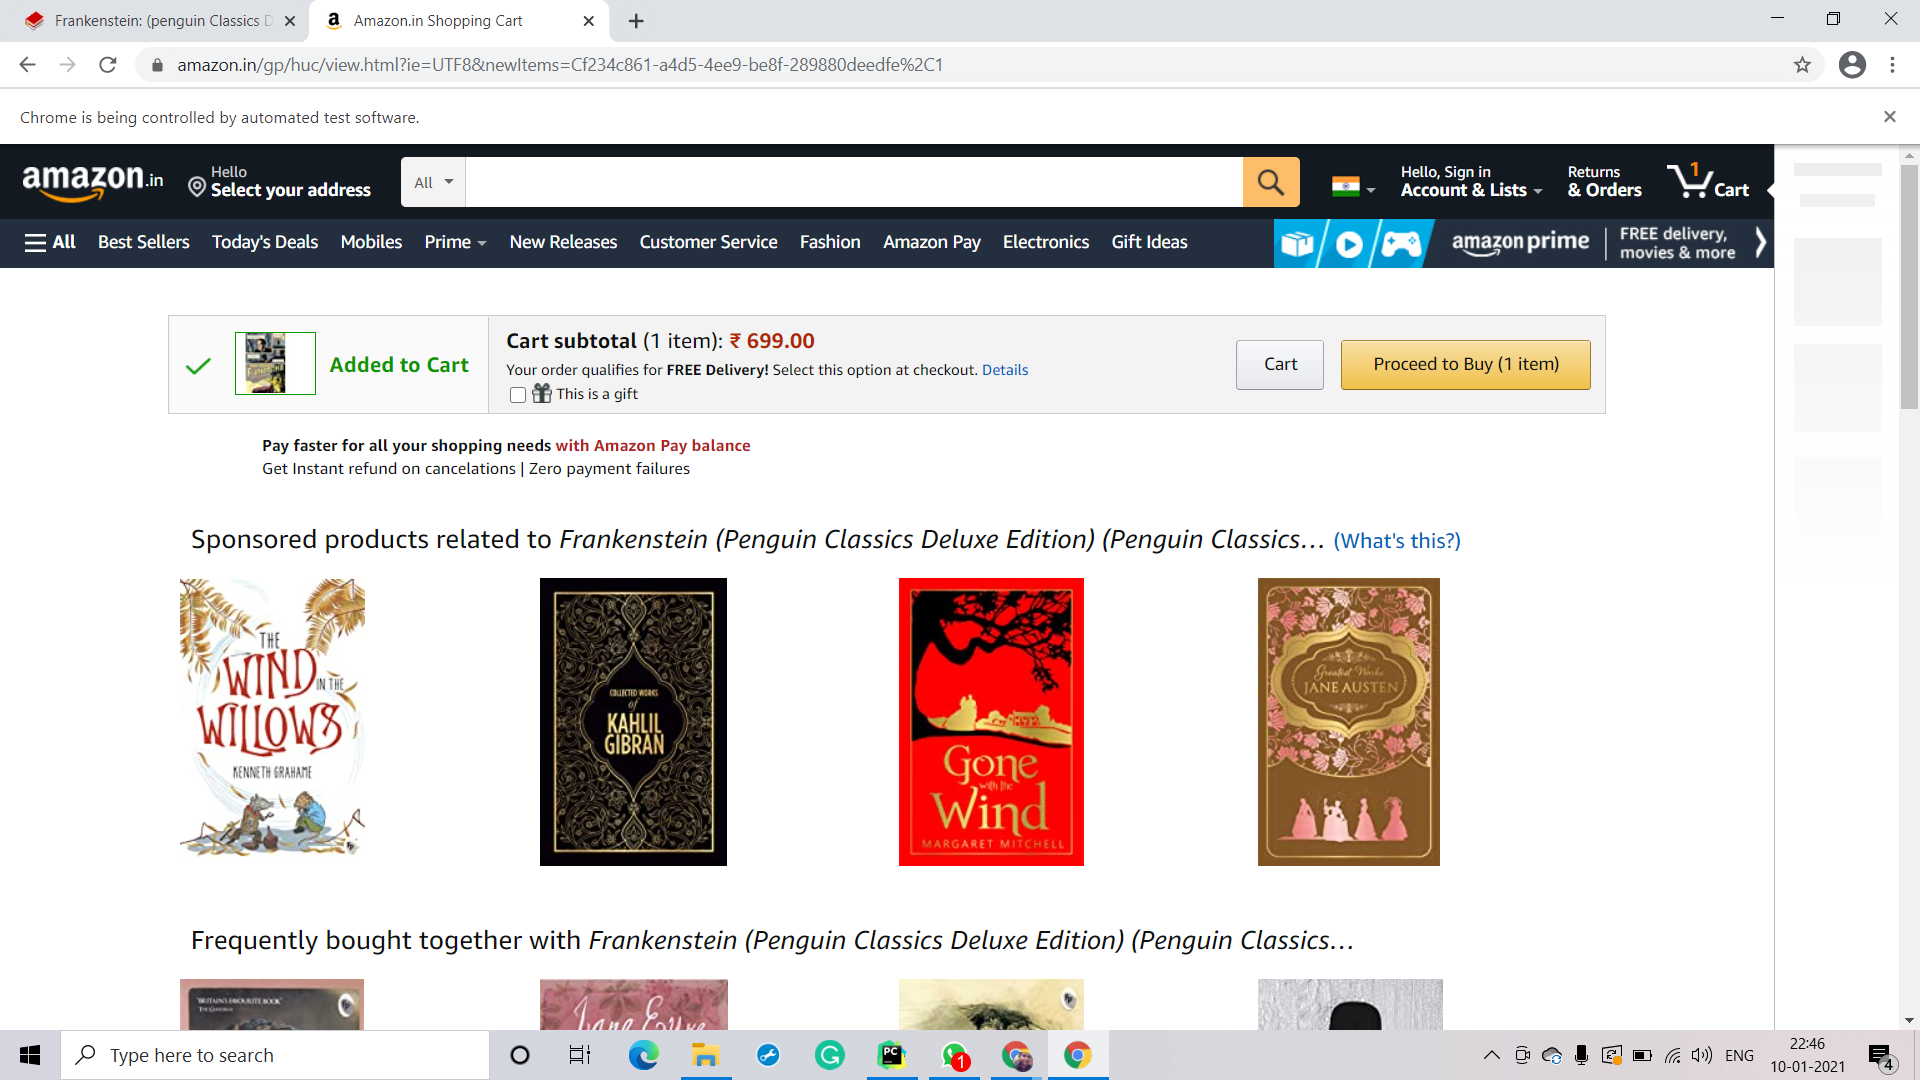 Frankenstein: (penguin Classics D
Amazon.in Shopping Cart
amazon.in/gp/huc/view.html?ie=UTF8&newItems=Cf234c861-a4d5-4ee9-be8f-289880deedfe%2C1
Chrome is being controlled by automated test software.
amazon.in
Hello
Select your address
All
Hello, Sign in
Account & Lists
Returns
& Orders
1
Cart
All
Best Sellers
Today's Deals
Mobiles
Prime
New Releases
Customer Service
Fashion
Amazon Pay
Electronics
Gift Ideas
amazon prime
FREE delivery,
movies & more
Added to Cart
Cart subtotal (1 item): ₹ 699.00
Your order qualifies for FREE Delivery! Select this option at checkout. Details
This is a gift
Cart
Proceed to Buy (1 item)
Pay faster for all your shopping needs with Amazon Pay balance
Get Instant refund on cancelations | Zero payment failures
Sponsored products related to Frankenstein (Penguin Classics Deluxe Edition) (Penguin Classics… (What's this?)
THE
WIND
IN THE
WILLOWS
KENNETH GRAHAME
COLLECTED WORKS
of
KAHLIL
GIBRAN
Gone
with the
Wind
MARGARET MITCHELL
Greatest Works
JANE AUSTEN
Frequently bought together with Frankenstein (Penguin Classics Deluxe Edition) (Penguin Classics…
"BRITAIN'S FAVOURITE BOOK"
Jane Eyre
Type here to search
PC
1
ENG
22:46
10-01-2021
4